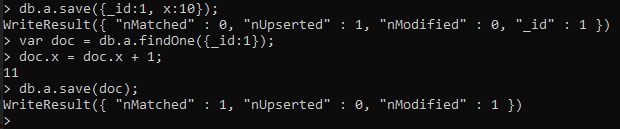 > db.a.save({_id:1, x:10});
WriteResult({ "nMatched" : 0, "nUpserted" : 1, "nModified" : 0, "_id" : 1 })
> var doc = db.a.findOne({_id:1});
> doc.x = doc.x + 1;
11
> db.a.save(doc);
WriteResult({ "nMatched" : 1, "nUpserted" : 0, "nModified" : 1 })
>